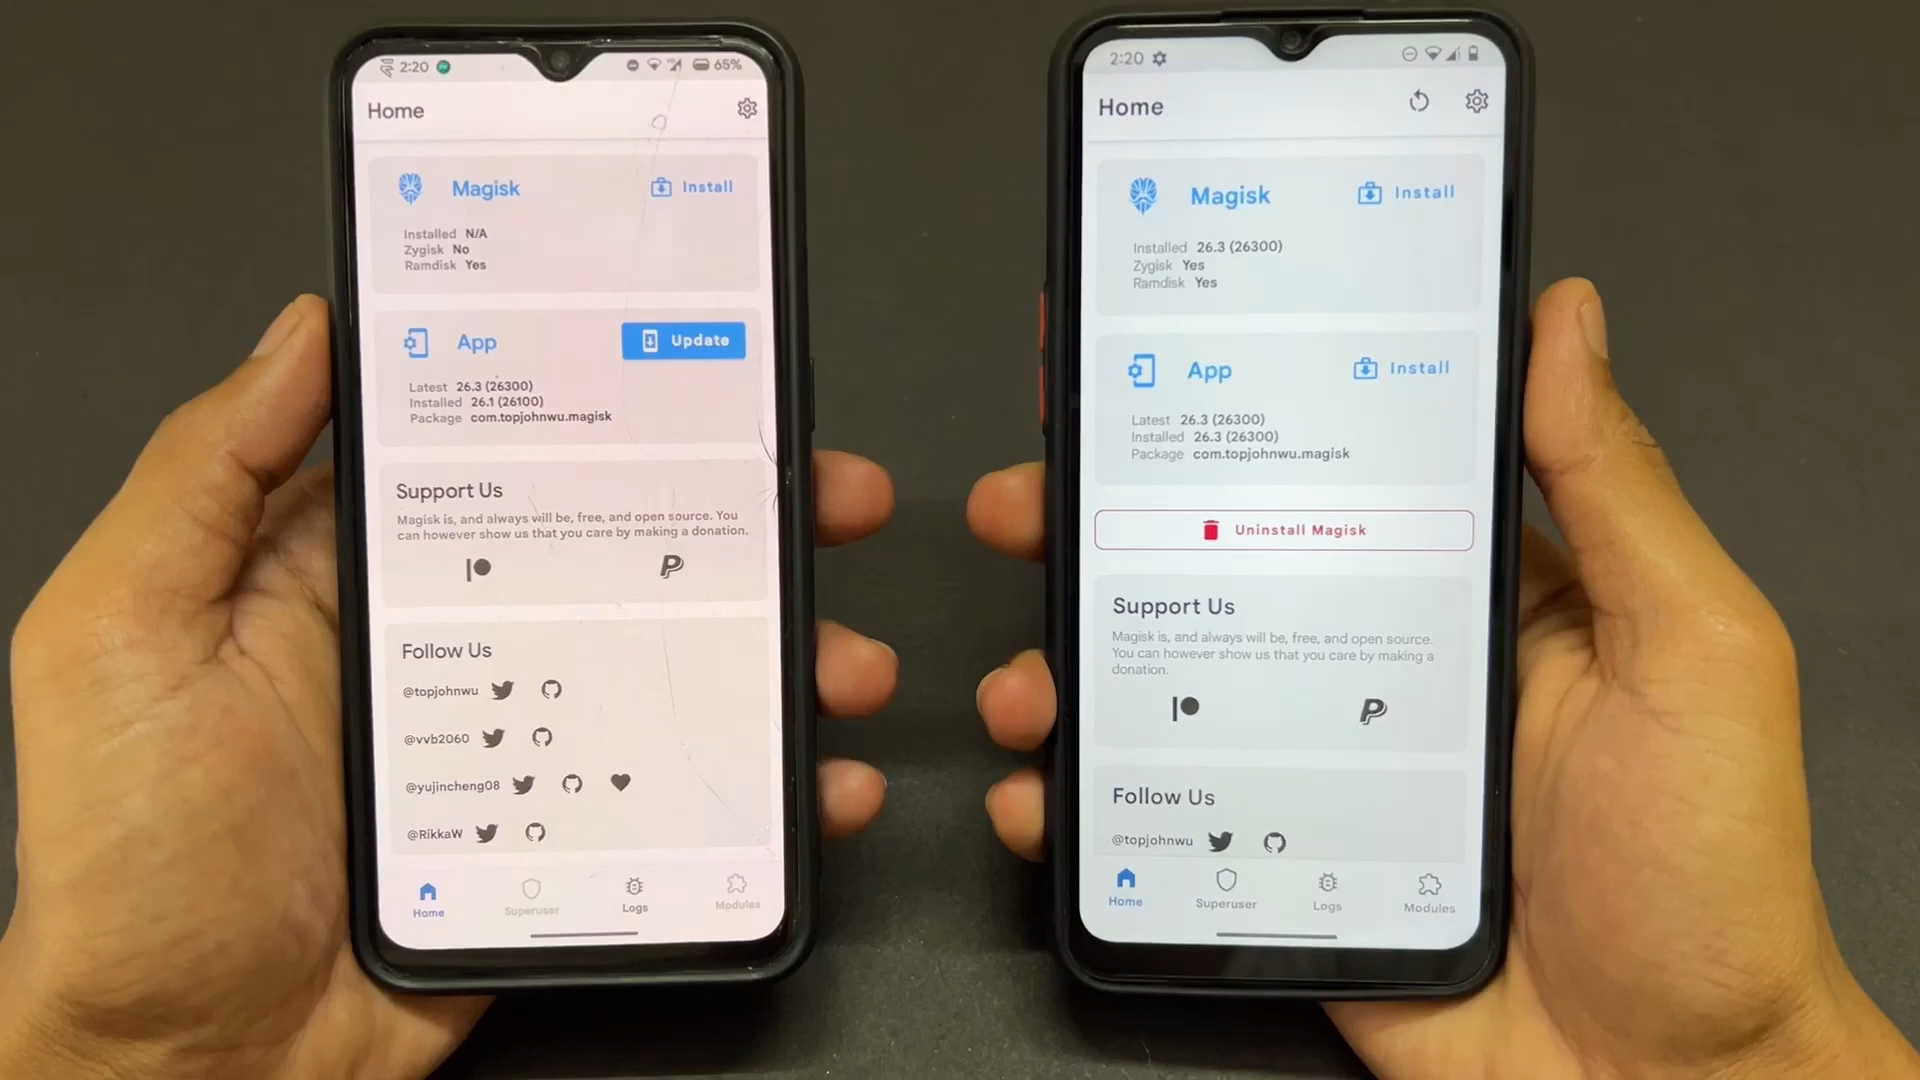 2:20
65%
Home
Magisk
Install
Installed N/A
Zygisk No
Ramdisk Yes
App
Update
Latest 26.3 (26300)
Installed 26.1 (26100)
Package com.topjohnwu.magisk
Support Us
Magisk is, and always will be, free, and open source. You
can however show us that you care by making a donation.
Follow Us
@topjohnwu
@vvb2060
@yujincheng08
@RikkaW
Home
Superuser
Logs
Modules
2:20
Home
Magisk
Install
Installed 26.3 (26300)
Zygisk Yes
Ramdisk Yes
App
Install
Latest 26.3 (26300)
Installed 26.3 (26300)
Package com.topjohnwu.magisk
Uninstall Magisk
Support Us
Magisk is, and always will be, free, and open source.
You can however show us that you care by making a
donation.
Follow Us
@topjohnwu
Home
Superuser
Logs
Modules